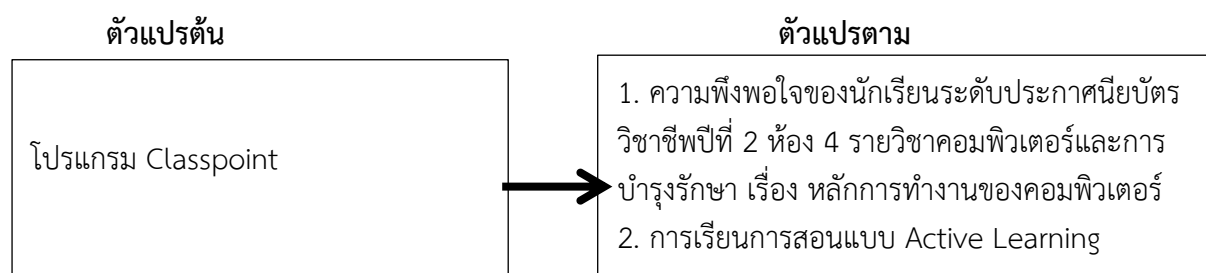 ตัวแปรต้น
ตัวแปรตาม
โปรแกรม Classpoint
1. ความพึงพอใจของนักเรียนระดับประกาศนียบัตร
วิชาชีพปีที่ 2 ห้อง 4 รายวิชาคอมพิวเตอร์และการ
บำรุงรักษา เรื่อง หลักการทำงานของคอมพิวเตอร์
2. การเรียนการสอนแบบ Active Learning